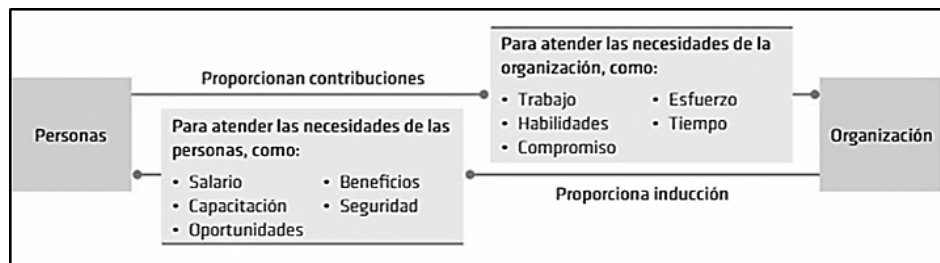 Para atender las necesidades de la
organización, como:
Proporcionan contribuciones
• Trabajo • Esfuerzo
• Habilidades • Tiempo
• Compromiso
Personas
Para atender las necesidades de las
personas, como:
• Salario • Beneficios
• Capacitación • Seguridad
• Oportunidades
Organización
Proporciona inducción